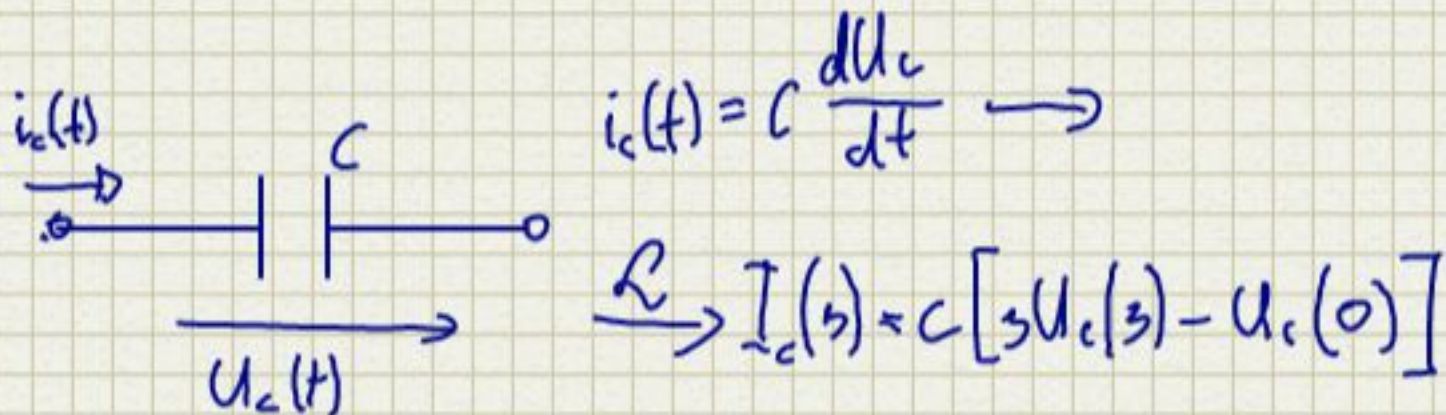 i_c(t)
C
U_c(t)
i_c(t) = C dU_c/dt →
ℒ→ I_c(s) = C[sU_c(s) - U_c(0)]